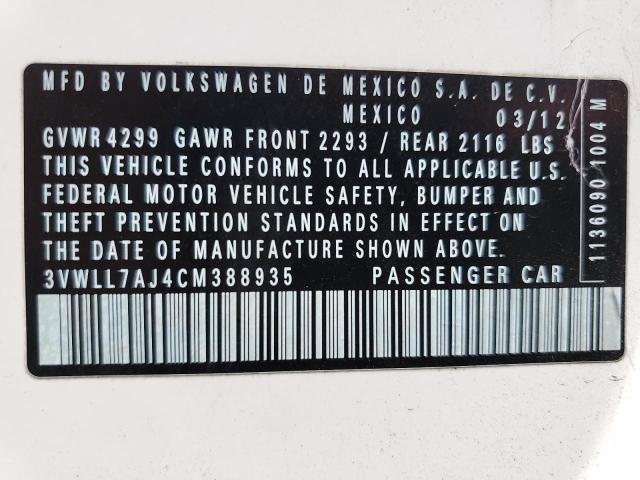 MFD BY VOLKSWAGEN DE MEXICO S.A. DE C.V.
MEXICO 03/12
GVWR 4299 GAWR FRONT 2293 / REAR 2116 LBS
THIS VEHICLE CONFORMS TO ALL APPLICABLE U.S.
FEDERAL MOTOR VEHICLE SAFETY, BUMPER AND
THEFT PREVENTION STANDARDS IN EFFECT ON
THE DATE OF MANUFACTURE SHOWN ABOVE.
3VWLL7AJ4CM388935 PASSENGER CAR
1136090 1004 M